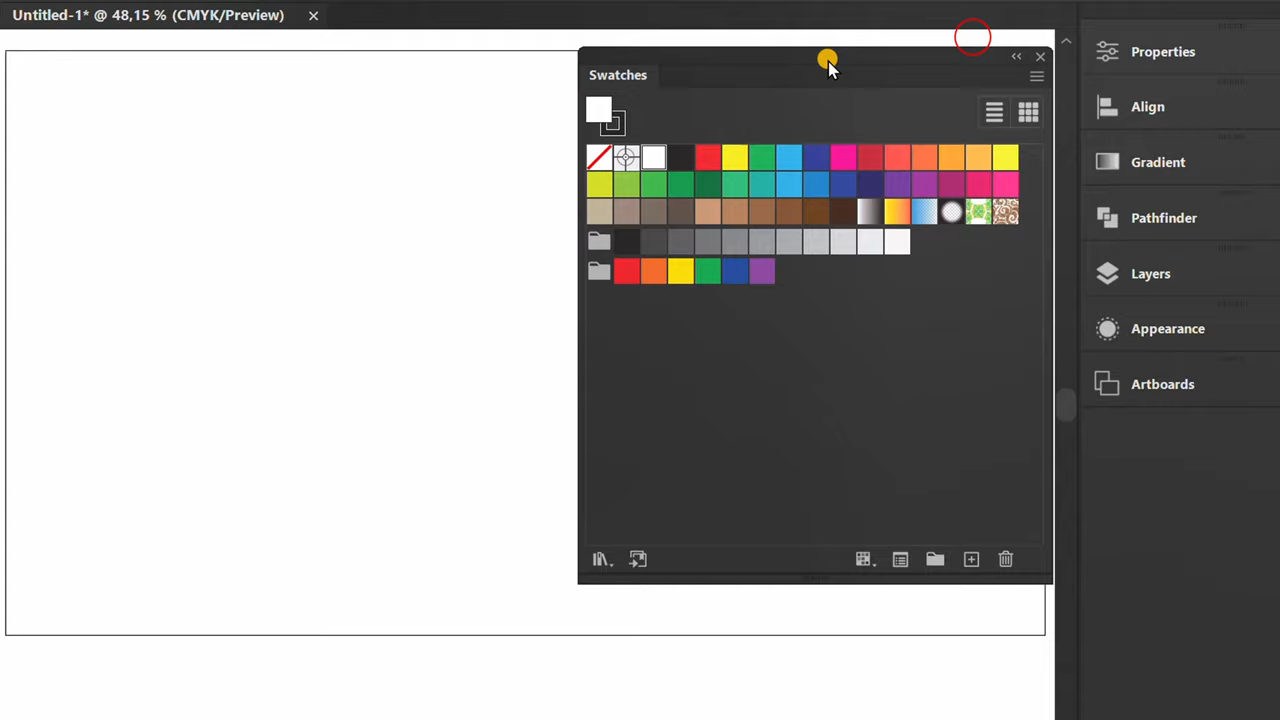 Untitled-1* @ 48,15 % (CMYK/Preview)
Swatches
Properties
Align
Gradient
Pathfinder
Layers
Appearance
Artboards